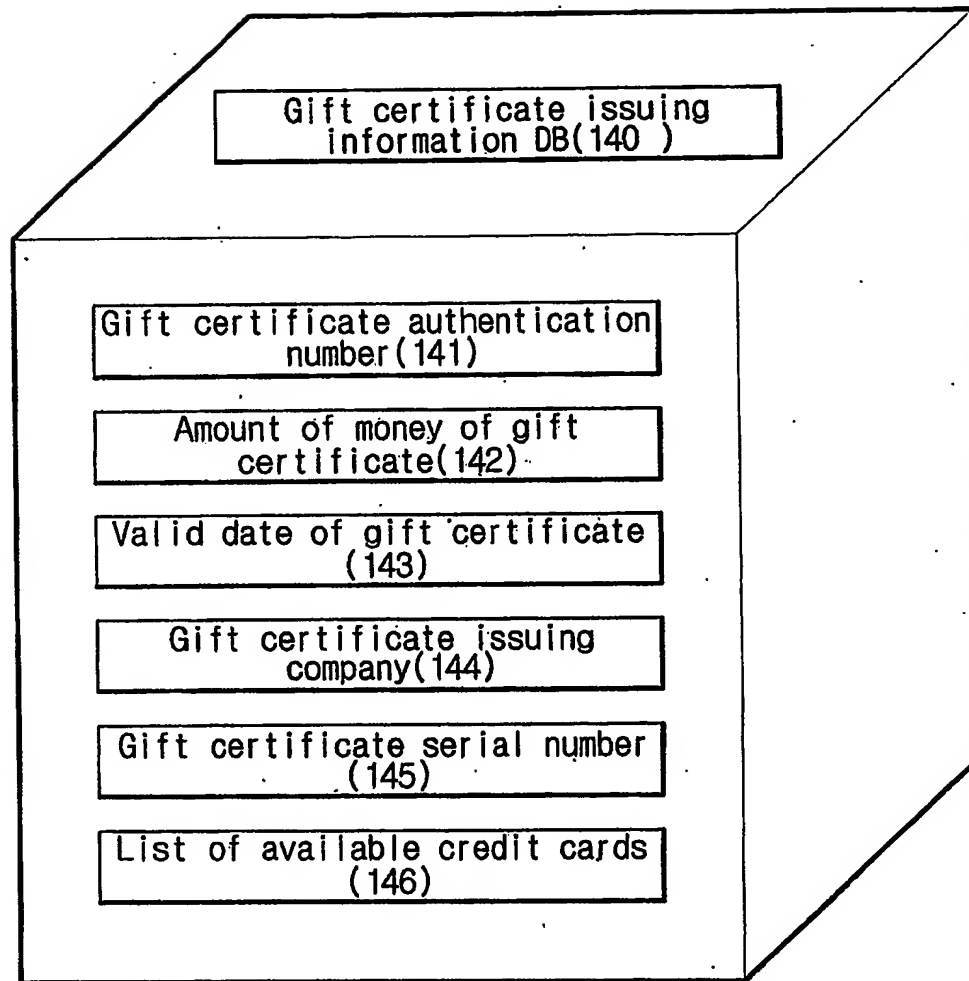 Gift certificate issuing
information DB(140 )
Gift certificate authentication
number(141)
Amount of money of gift
certificate(142)
Valid date of gift certificate
(143)
Gift certificate issuing
company(144)
Gift certificate serial number
(145)
List of available credit cards
(146)